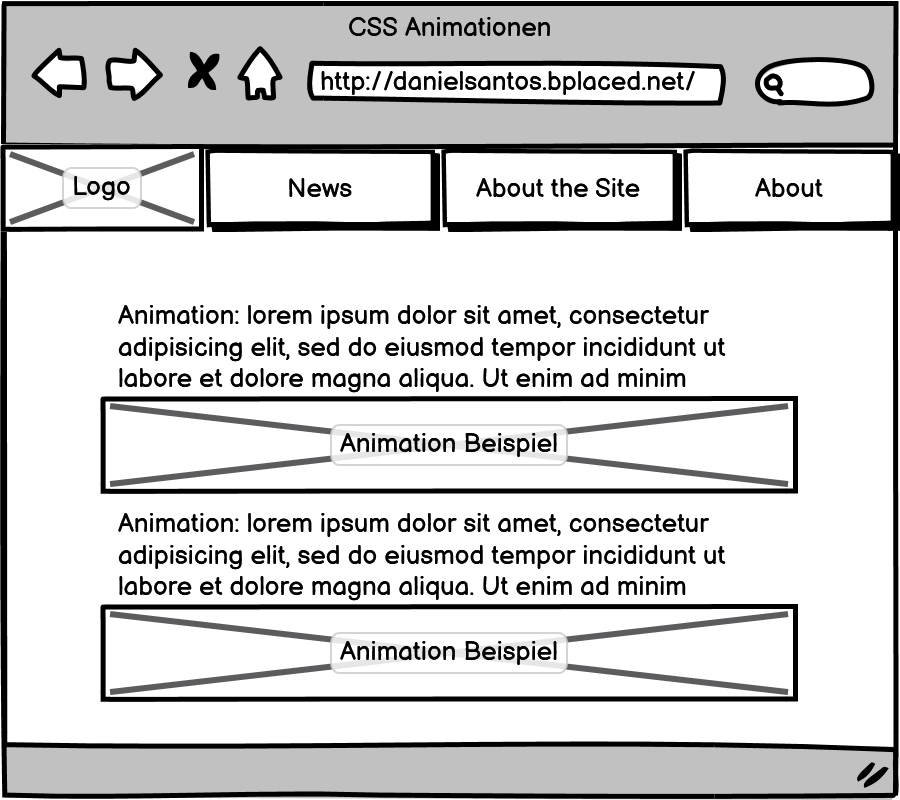 CSS Animationen
http://danielsantos.bplaced.net/
Logo
News
About the Site
About
Animation: lorem ipsum dolor sit amet, consectetur
adipisicing elit, sed do eiusmod tempor incididunt ut
labore et dolore magna aliqua. Ut enim ad minim
Animation Beispiel
Animation: lorem ipsum dolor sit amet, consectetur
adipisicing elit, sed do eiusmod tempor incididunt ut
labore et dolore magna aliqua. Ut enim ad minim
Animation Beispiel